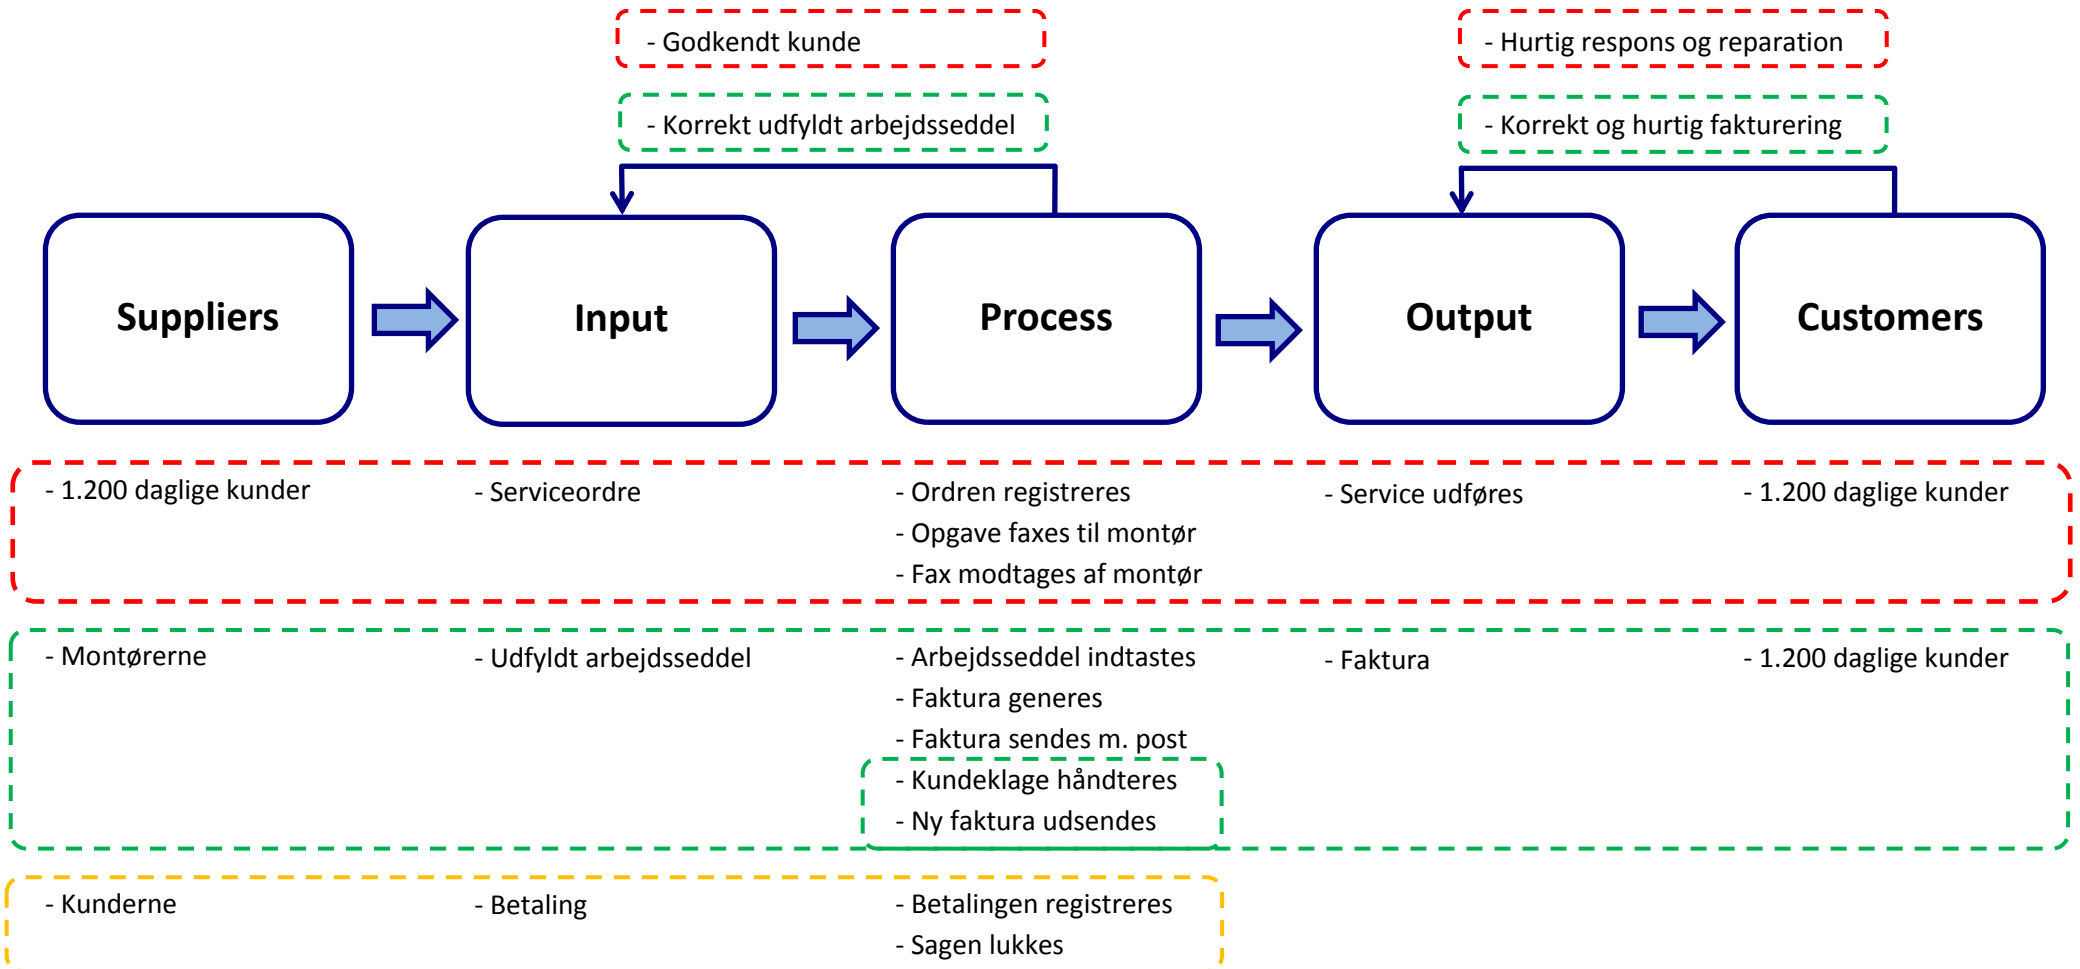 - Godkendt kunde
- Hurtig respons og reparation
- Korrekt udfyldt arbejdsseddel
- Korrekt og hurtig fakturering
Suppliers
Input
Process
Output
Customers
- 1.200 daglige kunder
- Serviceordre
- Ordren registreres
- Opgave faxes til montør
- Fax modtages af montør
- Service udføres
- 1.200 daglige kunder
- Montørerne
- Udfyldt arbejdsseddel
- Arbejdsseddel indtastes
- Faktura generes
- Faktura sendes m. post
- Kundeklage håndteres
- Ny faktura udsendes
- Faktura
- 1.200 daglige kunder
- Kunderne
- Betaling
- Betalingen registreres
- Sagen lukkes